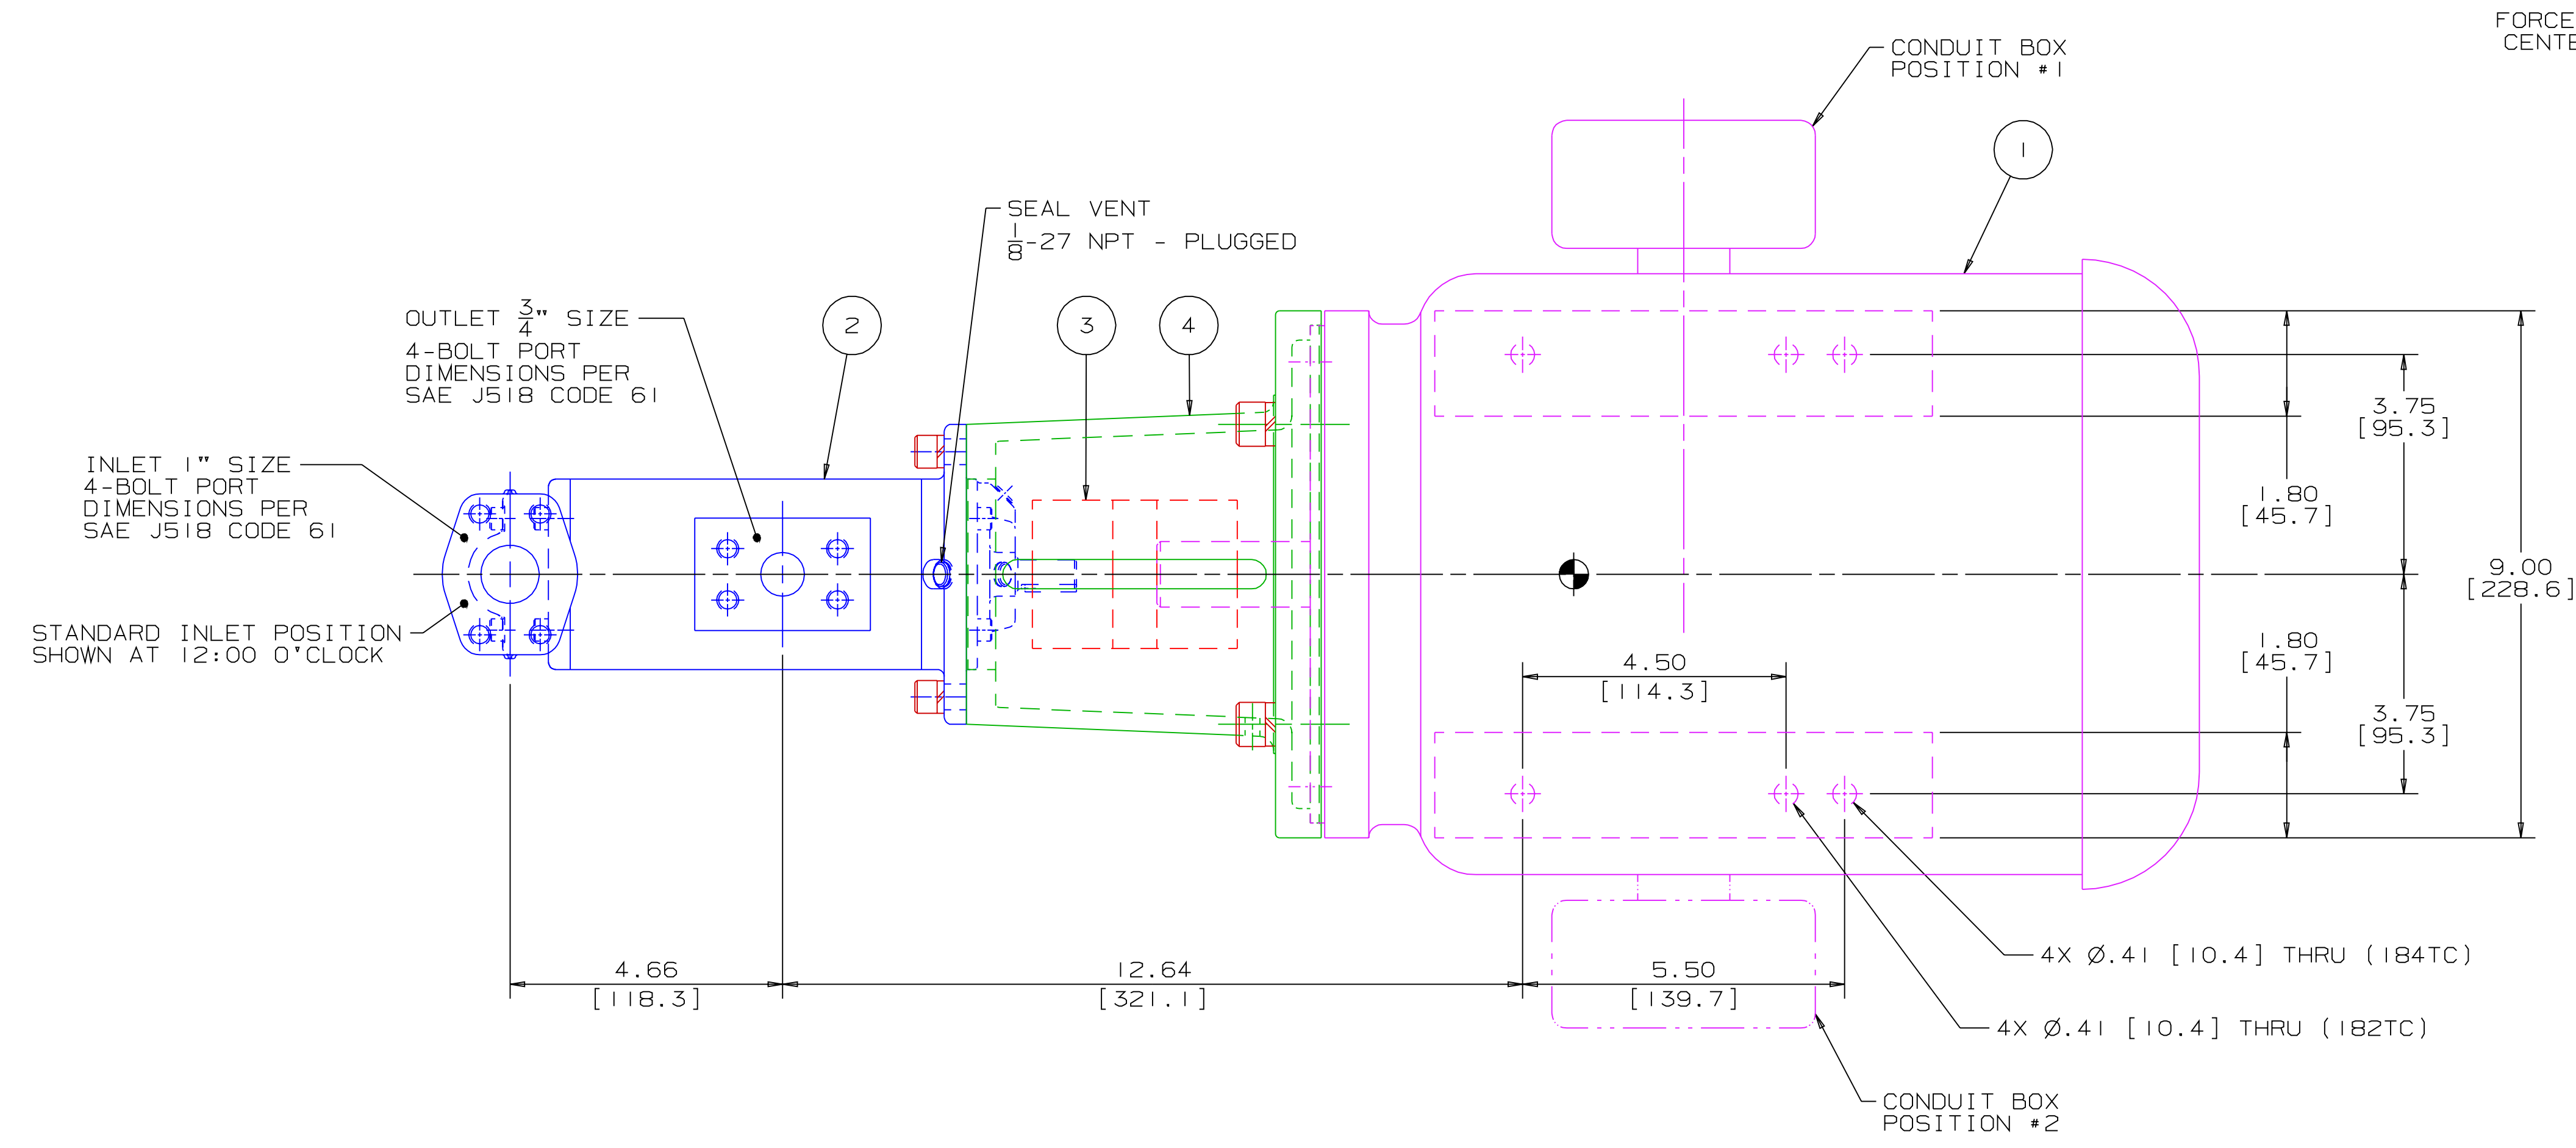 FORCE
CENTE
CONDUIT BOX
POSITION #1
1
SEAL VENT
1/8-27 NPT - PLUGGED
OUTLET 3/4" SIZE
4-BOLT PORT
DIMENSIONS PER
SAE J518 CODE 61
2
3
4
INLET 1" SIZE
4-BOLT PORT
DIMENSIONS PER
SAE J518 CODE 61
STANDARD INLET POSITION
SHOWN AT 12:00 O'CLOCK
3.75
[95.3]
1.80
[45.7]
9.00
[228.6]
1.80
[45.7]
3.75
[95.3]
4.50
[114.3]
4.66
[118.3]
12.64
[321.1]
5.50
[139.7]
4X Ø.41 [10.4] THRU (184TC)
4X Ø.41 [10.4] THRU (182TC)
CONDUIT BOX
POSITION #2